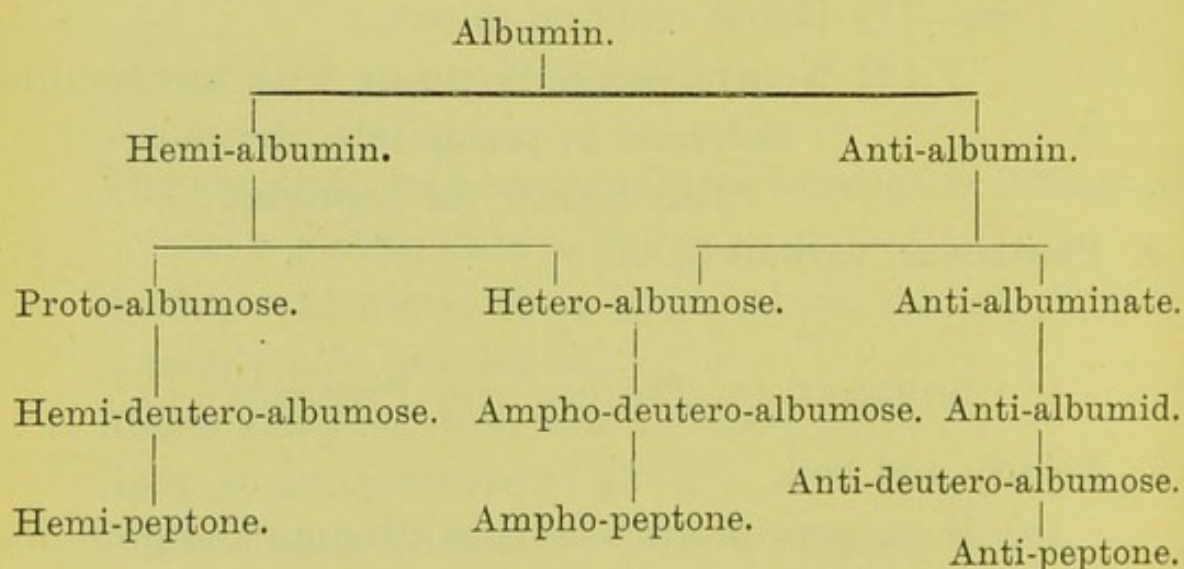 Albumin.
Hemi-albumin. Anti-albumin.
Proto-albumose. Hetero-albumose. Anti-albuminate.
Hemi-deutero-albumose. Ampho-deutero-albumose. Anti-albumid.
Anti-deutero-albumose.
Hemi-peptone. Ampho-peptone.
Anti-peptone.